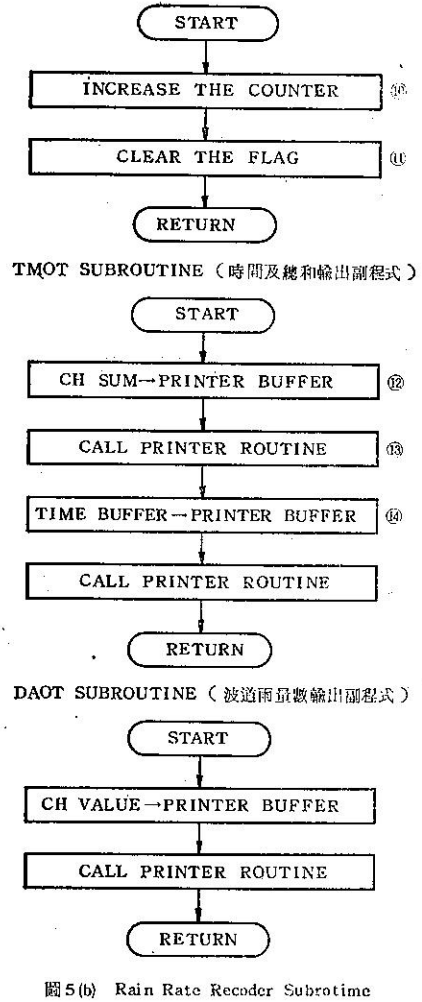 START
INCREASE THE COUNTER ⑩
CLEAR THE FLAG ⑪
RETURN
TMOT SUBROUTINE（時間及總和輸出副程式）
START
CH SUM→PRINTER BUFFER ⑫
CALL PRINTER ROUTINE ⑬
TIME BUFFER→PRINTER BUFFER ⑭
CALL PRINTER ROUTINE
RETURN
DAOT SUBROUTINE（波道雨量數輸出副程式）
START
CH VALUE→PRINTER BUFFER
CALL PRINTER ROUTINE
RETURN
圖5(b) Rain Rate Recoder Subrotime